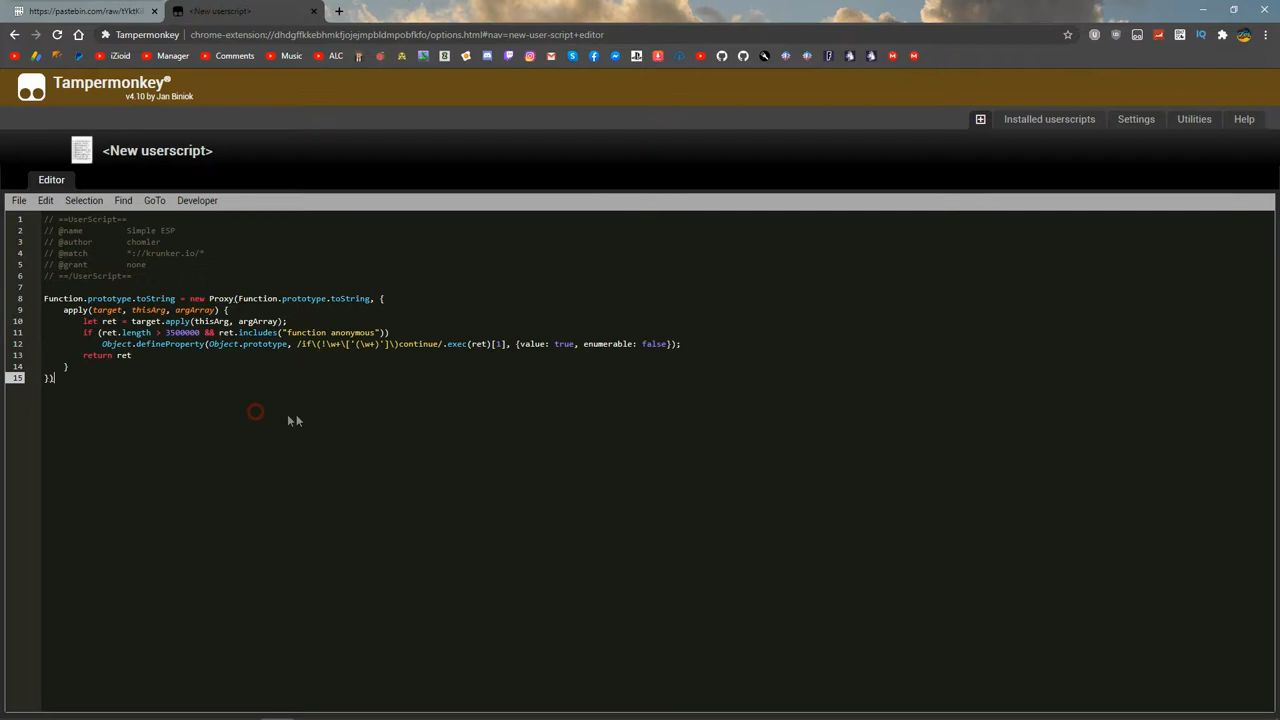 https://pastebin.com/raw/tYktKl
<New userscript>
Tampermonkey
chrome-extension://dhdgffkkebhmkfjojejmpbldmpobfkfo/options.html#nav=new-user-script+editor
iZioid
Manager
Comments
Music
ALC
Tampermonkey®
v4.10 by Jan Biniok
Installed userscripts
Settings
Utilities
Help
<New userscript>
Editor
File Edit Selection Find GoTo Developer
1 // ==UserScript==
2 // @name Simple ESP
3 // @author chomler
4 // @match *://krunker.io/*
5 // @grant none
6 // ==/UserScript==
7
8 Function.prototype.toString = new Proxy(Function.prototype.toString, {
9 apply(target, thisArg, argArray) {
10 let ret = target.apply(thisArg, argArray);
11 if (ret.length > 3500000 && ret.includes("function anonymous"))
12 Object.defineProperty(Object.prototype, /if\(!\w+\['(\w+)']\)continue/.exec(ret)[1], {value: true, enumerable: false});
13 return ret
14 }
15 })